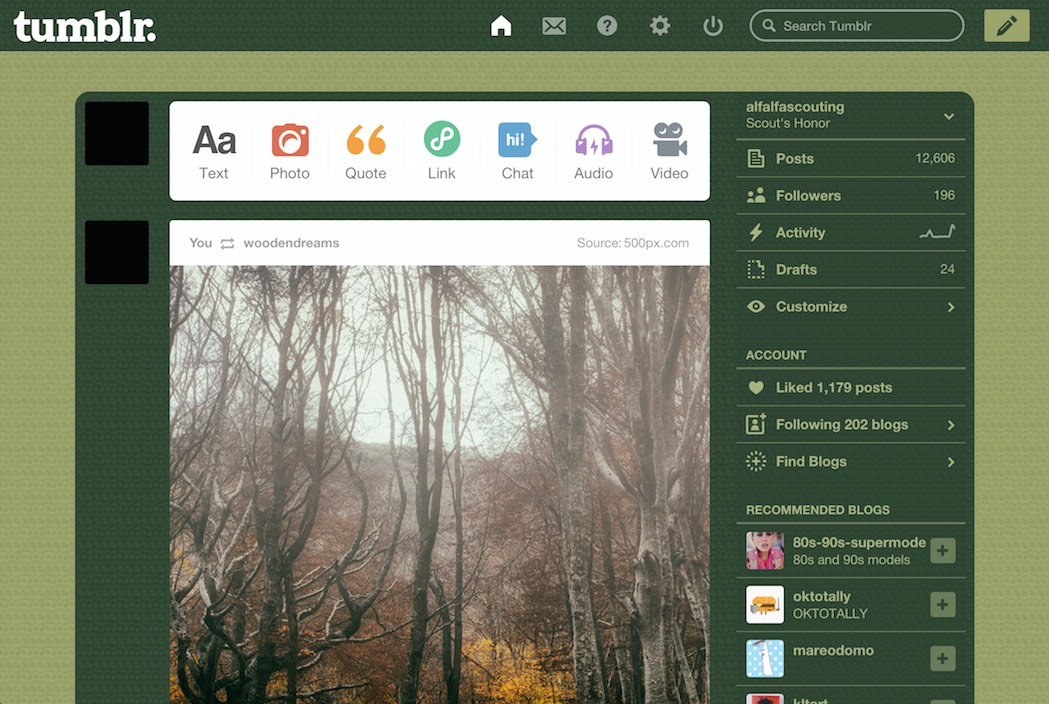 tumblr.
Search Tumblr
Aa
Text
Photo
Quote
Link
hi!
Chat
Audio
Video
You woodendreams
Source: 500px.com
alfalfascouting
Scout's Honor
Posts 12,606
Followers 196
Activity
Drafts 24
Customize
ACCOUNT
Liked 1,179 posts
Following 202 blogs
Find Blogs
RECOMMENDED BLOGS
80s-90s-supermode
80s and 90s models
oktotally
OKTOTALLY
mareodomo